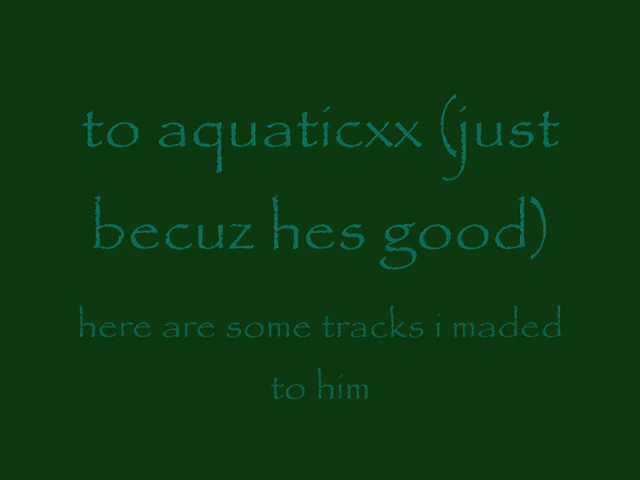 to aquaticxx (just
becuz hes good)
here are some tracks i maded
to him